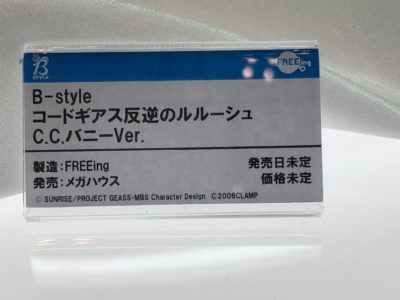 B STYLE
FREEing
B-style
コードギアス反逆のルルーシュ
C.C.バニーVer.
製造：FREEing
発売日未定
発売：メガハウス
価格未定
© SUNRISE/PROJECT GEASS・MBS Character Design ©2006CLAMP